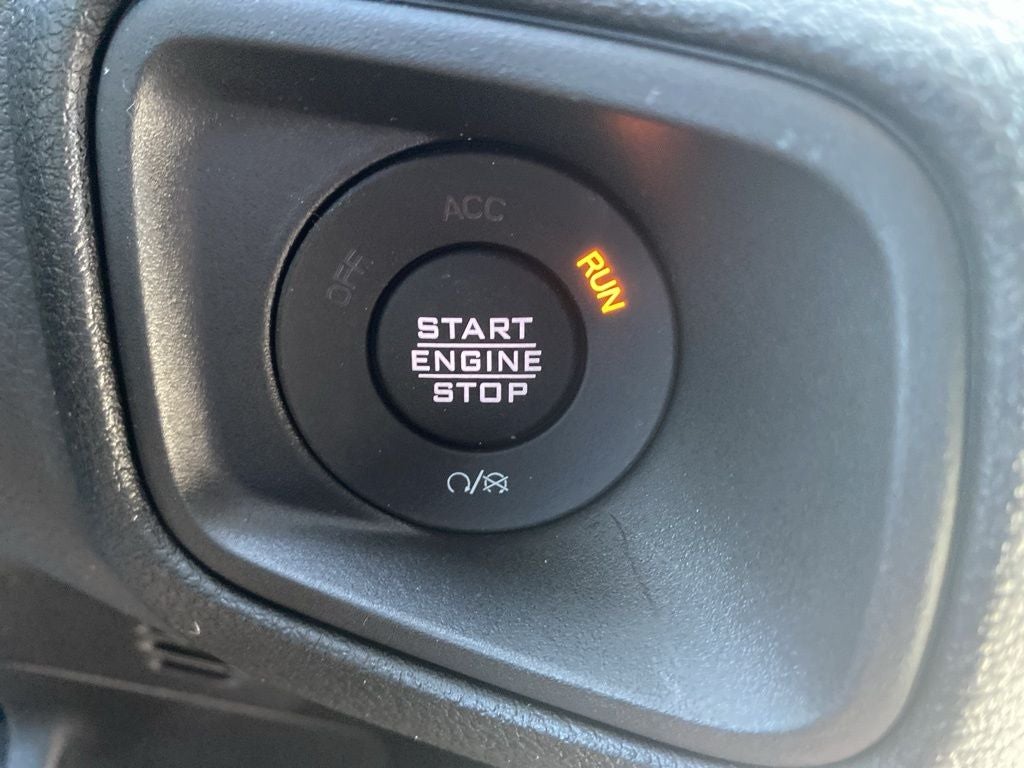 OFF
ACC
RUN
START
ENGINE
STOP